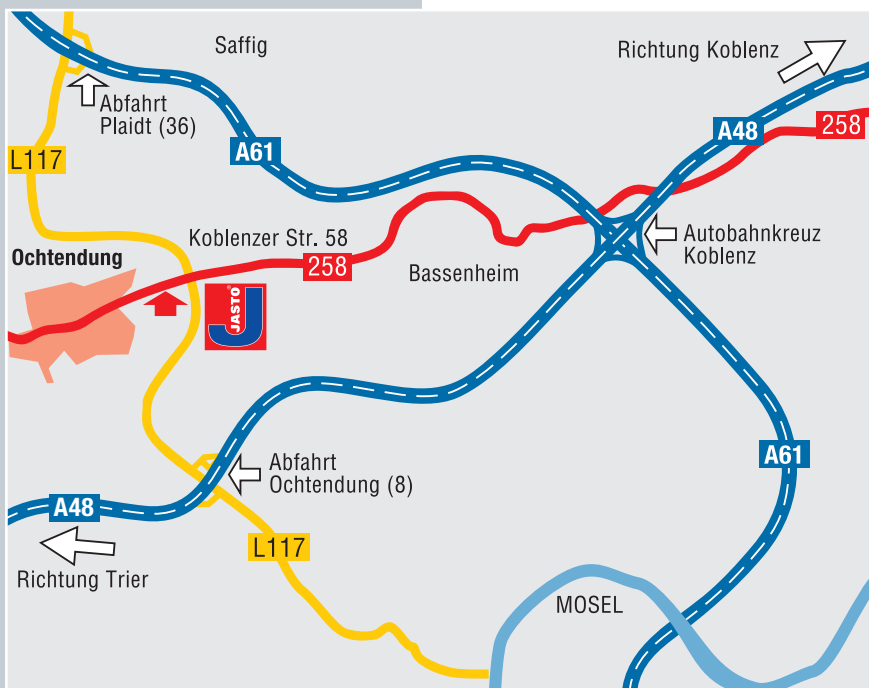 Saffig
Richtung Koblenz
Abfahrt
Plaidt (36)
A48
258
A61
L117
Koblenzer Str. 58
Autobahnkreuz
Koblenz
Ochtendung
258
Bassenheim
JASTO®
J
A61
Abfahrt
Ochtendung (8)
A48
L117
Richtung Trier
MOSEL